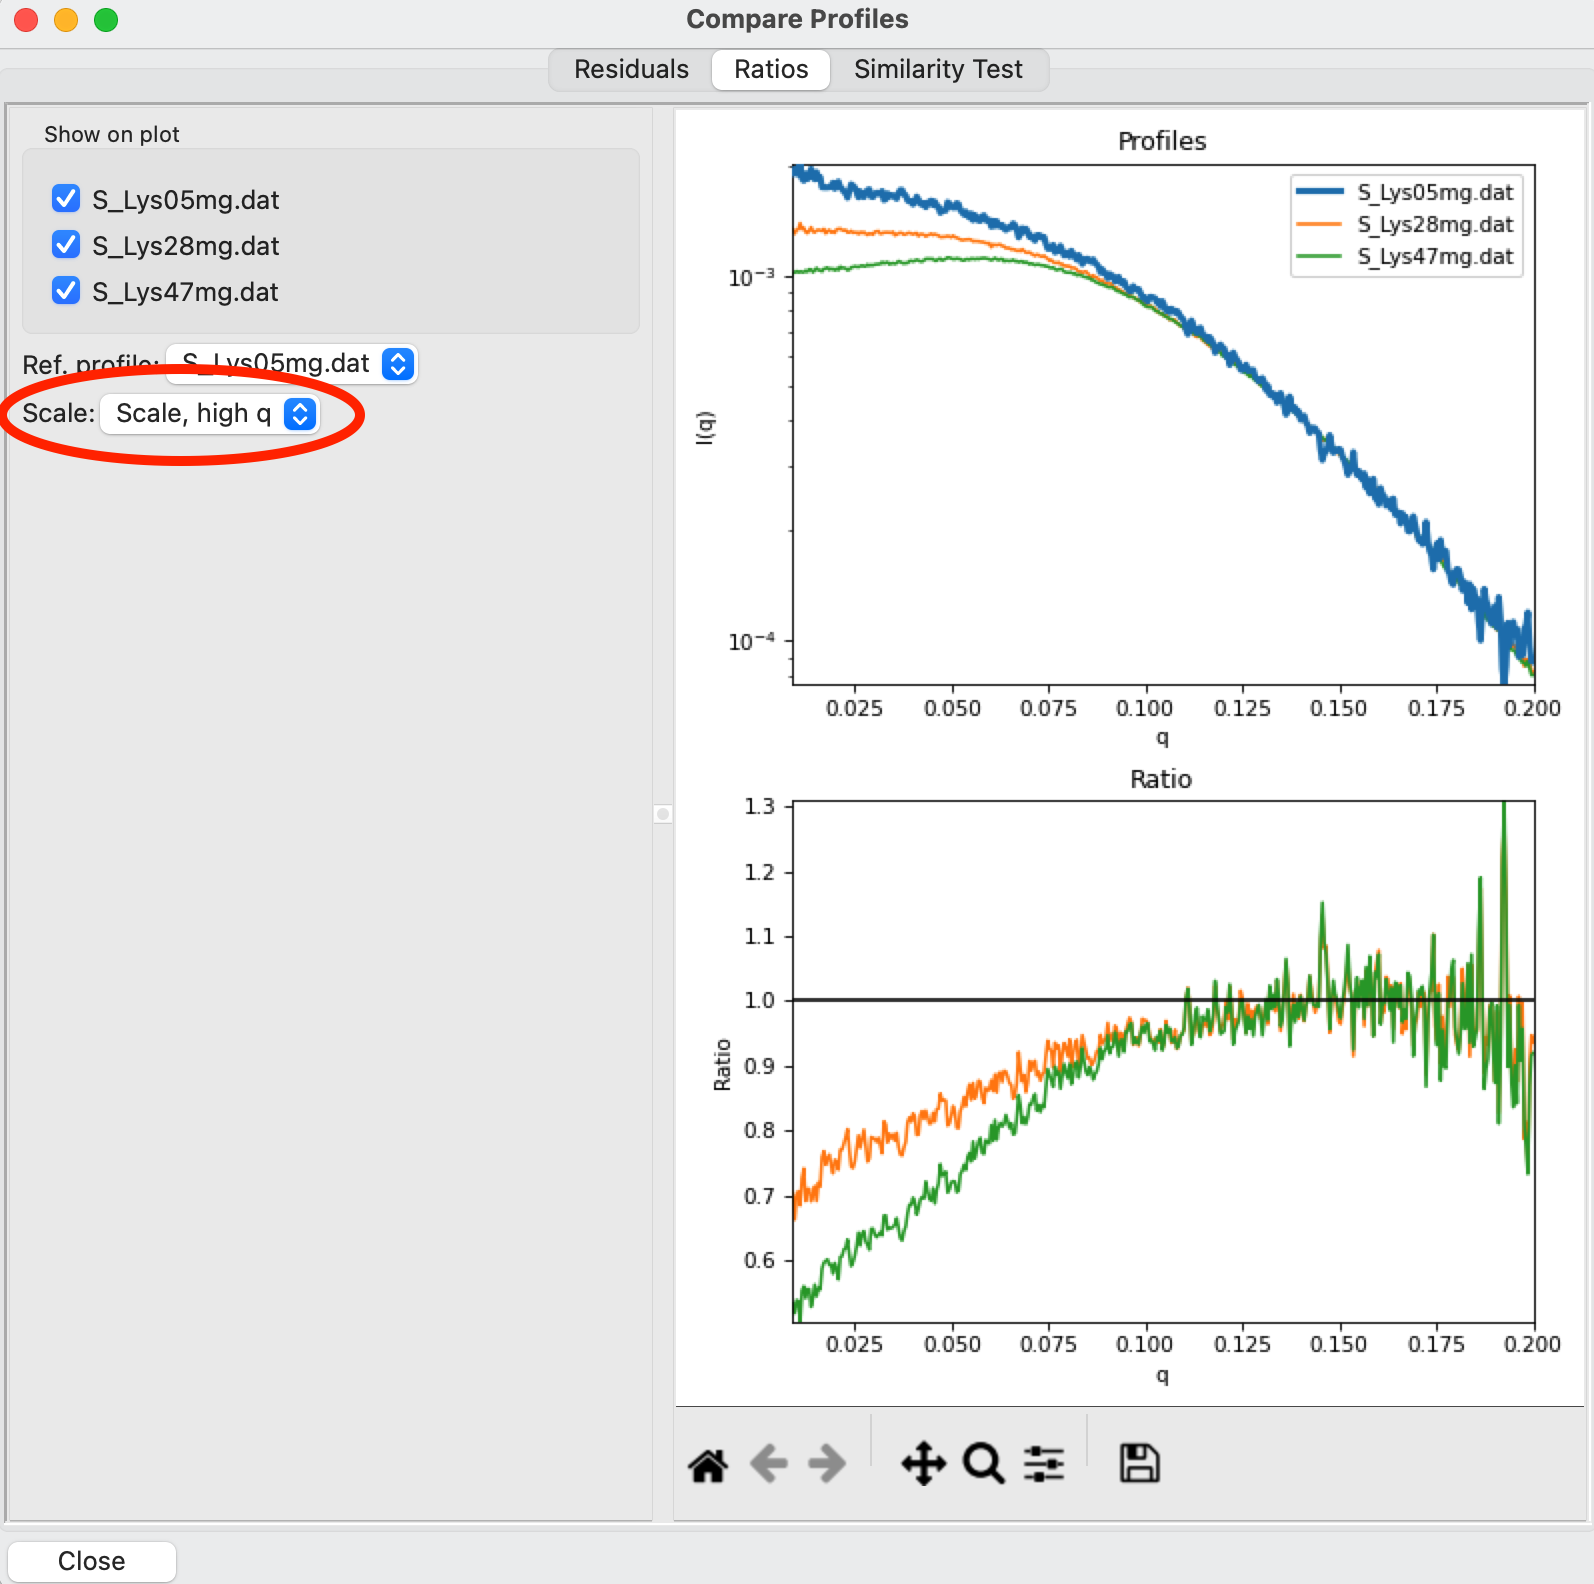 Compare Profiles
Residuals Ratios Similarity Test
Show on plot
S_Lys05mg.dat
S_Lys28mg.dat
S_Lys47mg.dat
Ref. profile: S_Lys05mg.dat
Scale: Scale, high q
Profiles
S_Lys05mg.dat
S_Lys28mg.dat
S_Lys47mg.dat
10⁻³
10⁻⁴
I(q)
0.025 0.050 0.075 0.100 0.125 0.150 0.175 0.200
q
Ratio
1.3
1.2
1.1
1.0
0.9
0.8
0.7
0.6
Ratio
0.025 0.050 0.075 0.100 0.125 0.150 0.175 0.200
q
Close